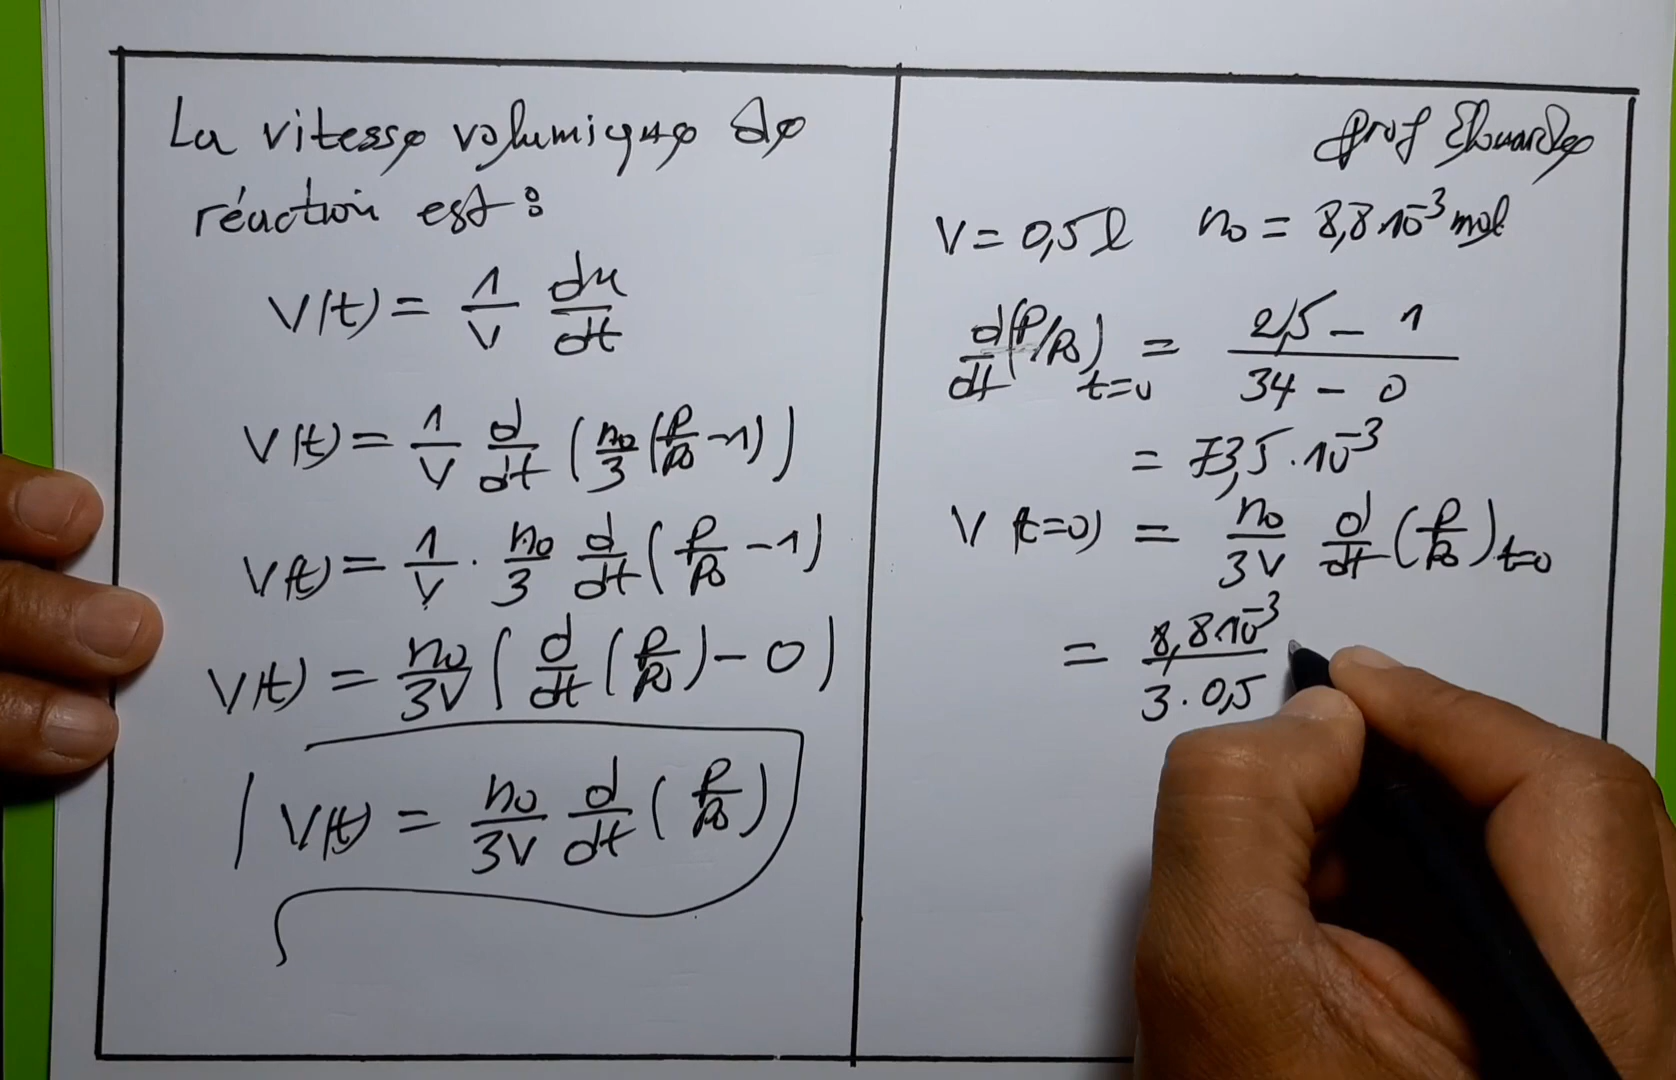 La vitesse volumique de
réaction est :
V(t) = 1/V dx/dt
V(t) = 1/V d/dt (n₀/3 (P/P₀ - 1))
V(t) = 1/V · n₀/3 d/dt (P/P₀ - 1)
V(t) = n₀/3V ( d/dt (P/P₀) - 0 )
V(t) = n₀/3V d/dt (P/P₀)
V = 0,5 l n₀ = 8,8 10⁻³ mol
d/dt (P/P₀) t=0 = 2,5 - 1 / 34 - 0
= 73,5 · 10⁻³
V (t=0) = n₀/3V d/dt (P/P₀) t=0
= 8,8 10⁻³ / 3 · 0,5